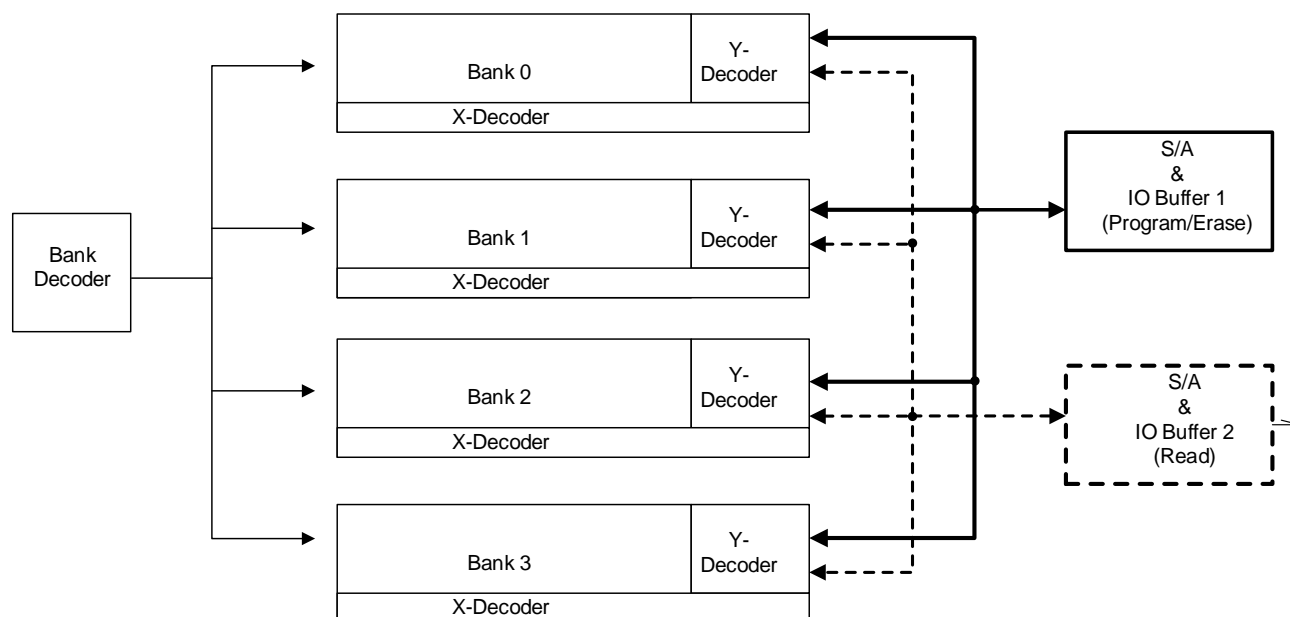 Bank 0
Y-
Decoder
X-Decoder
Bank 1
Y-
Decoder
X-Decoder
Bank
Decoder
Bank 2
Y-
Decoder
X-Decoder
Bank 3
Y-
Decoder
X-Decoder
S/A
&
IO Buffer 1
(Program/Erase)
S/A
&
IO Buffer 2
(Read)